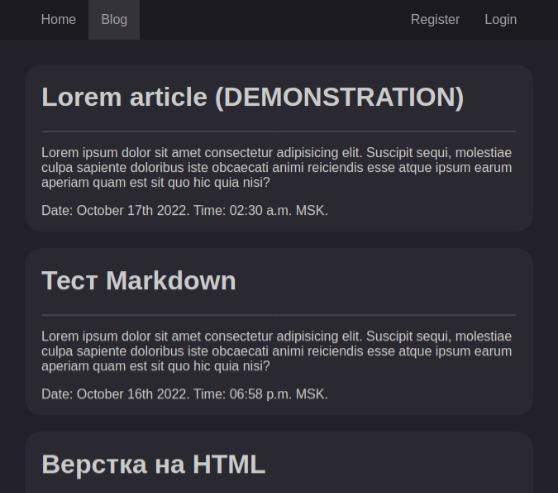 Home Blog Register Login
Lorem article (DEMONSTRATION)
Lorem ipsum dolor sit amet consectetur adipisicing elit. Suscipit sequi, molestiae
culpa sapiente doloribus iste obcaecati animi reiciendis esse atque ipsum earum
aperiam quam est sit quo hic quia nisi?
Date: October 17th 2022. Time: 02:30 a.m. MSK.
Тест Markdown
Lorem ipsum dolor sit amet consectetur adipisicing elit. Suscipit sequi, molestiae
culpa sapiente doloribus iste obcaecati animi reiciendis esse atque ipsum earum
aperiam quam est sit quo hic quia nisi?
Date: October 16th 2022. Time: 06:58 p.m. MSK.
Верстка на HTML